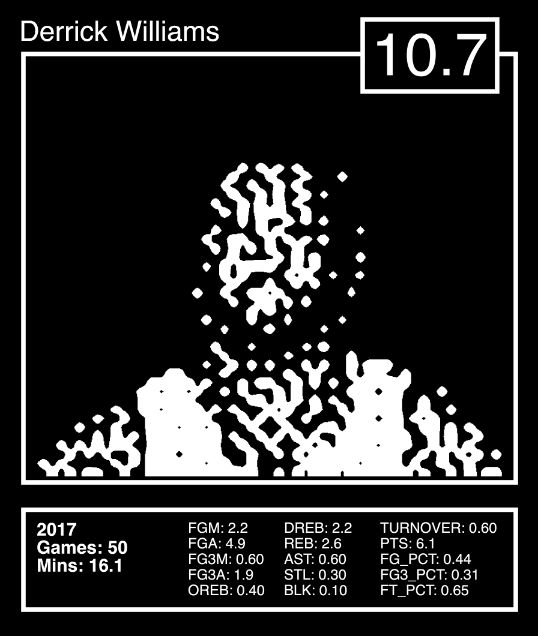 Derrick Williams
10.7
2017
Games: 50
Mins: 16.1
FGM: 2.2
FGA: 4.9
FG3M: 0.60
FG3A: 1.9
OREB: 0.40
DREB: 2.2
REB: 2.6
AST: 0.60
STL: 0.30
BLK: 0.10
TURNOVER: 0.60
PTS: 6.1
FG_PCT: 0.44
FG3_PCT: 0.31
FT_PCT: 0.65